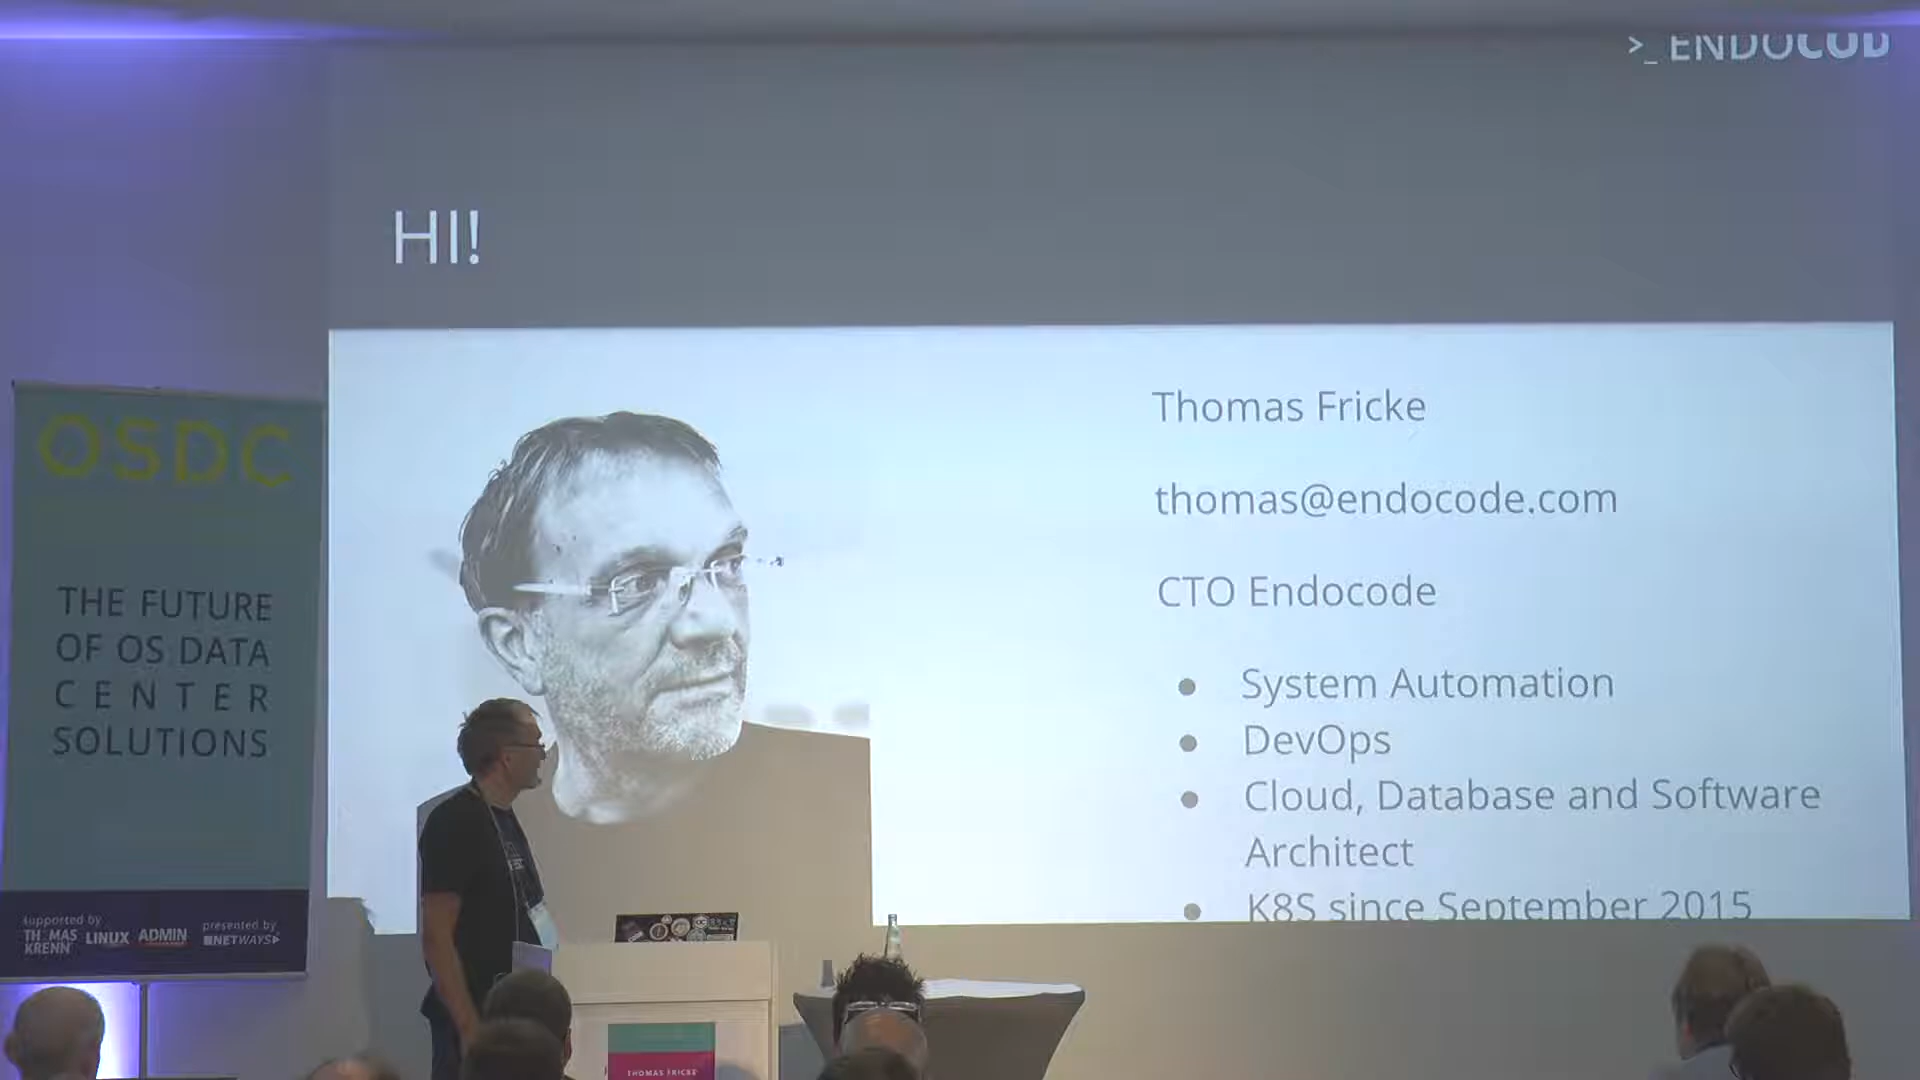 >_ ENDOCOD
HI!
Thomas Fricke
thomas@endocode.com
CTO Endocode
System Automation
DevOps
Cloud, Database and Software
Architect
K8S since September 2015
OSDC
THE FUTURE
OF OS DATA
CENTER
SOLUTIONS
supported by
THOMAS
KRENN
LINUX
ADMIN
presented by
NETWAYS
THOMAS FRICKE